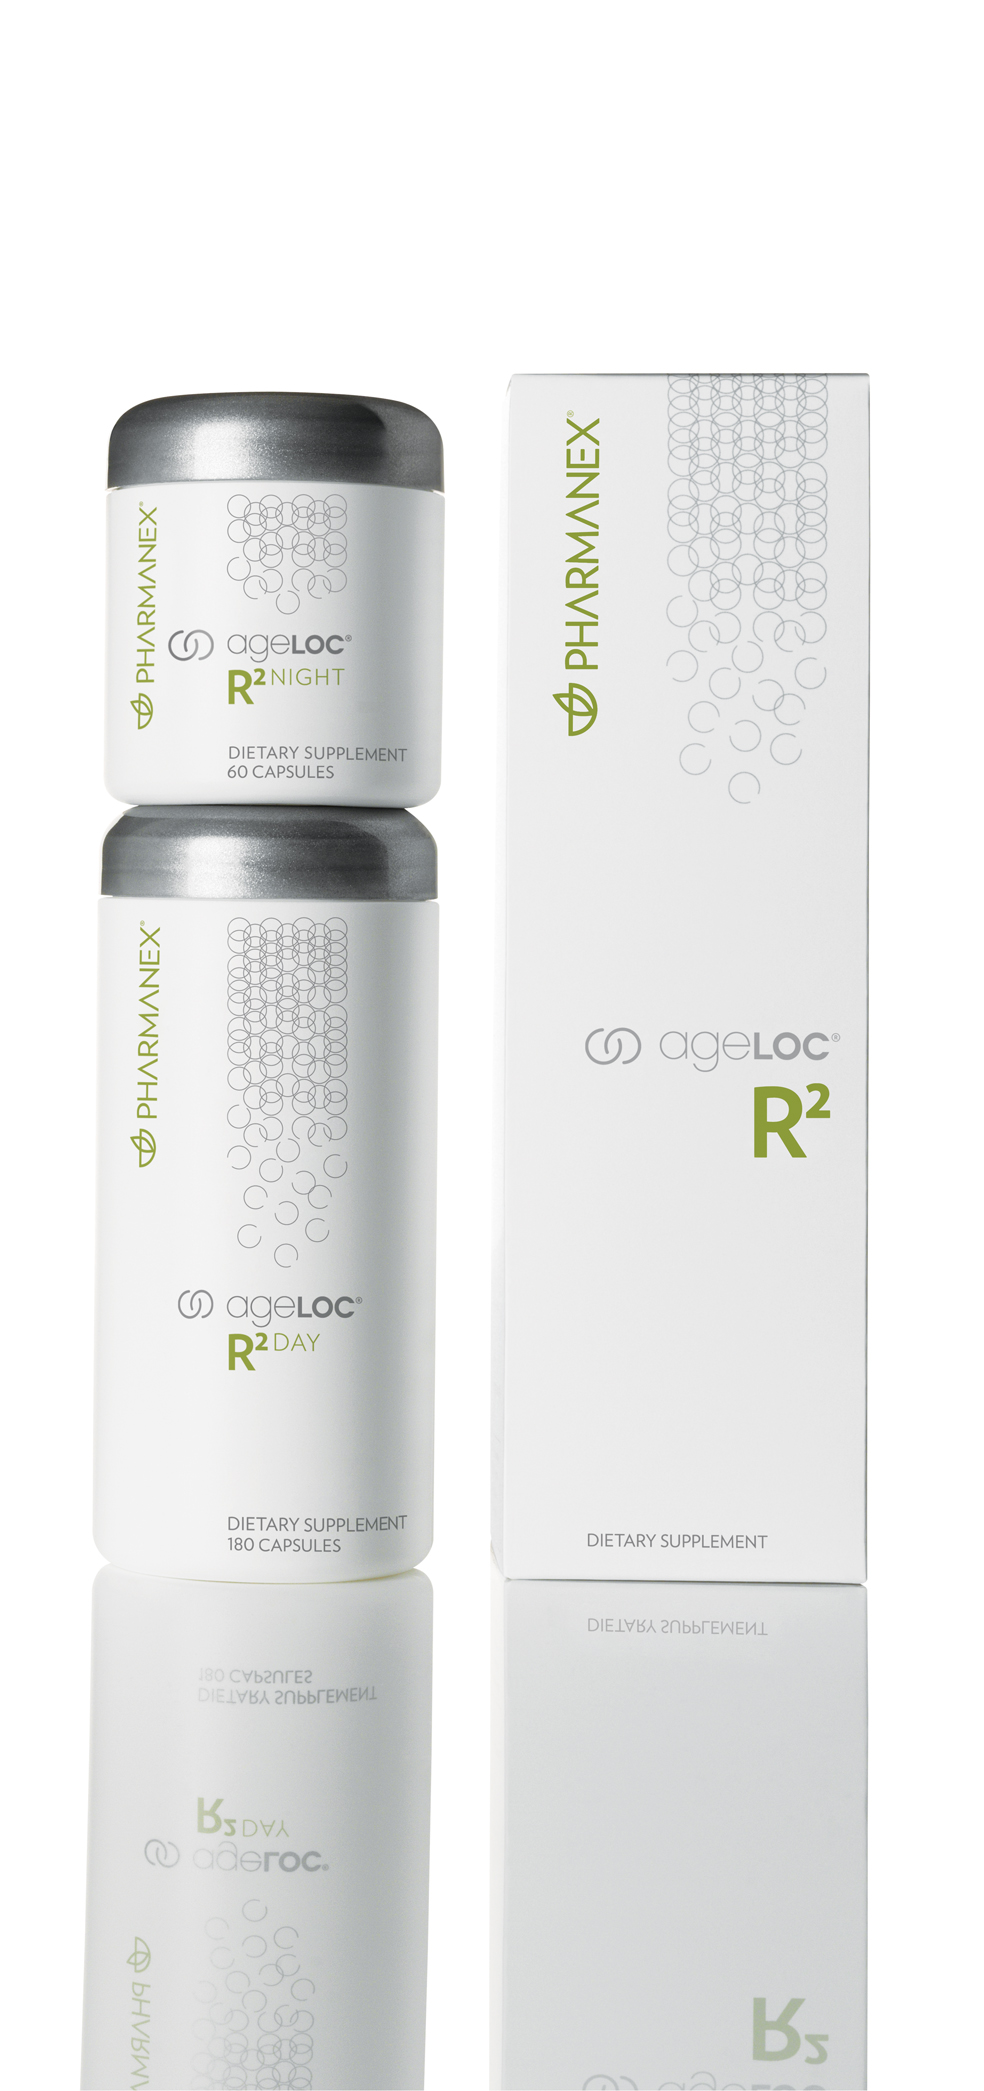 PHARMANEX®
ageLOC®
R² NIGHT
DIETARY SUPPLEMENT
60 CAPSULES
PHARMANEX®
ageLOC®
R² DAY
DIETARY SUPPLEMENT
180 CAPSULES
PHARMANEX®
ageLOC®
R²
DIETARY SUPPLEMENT